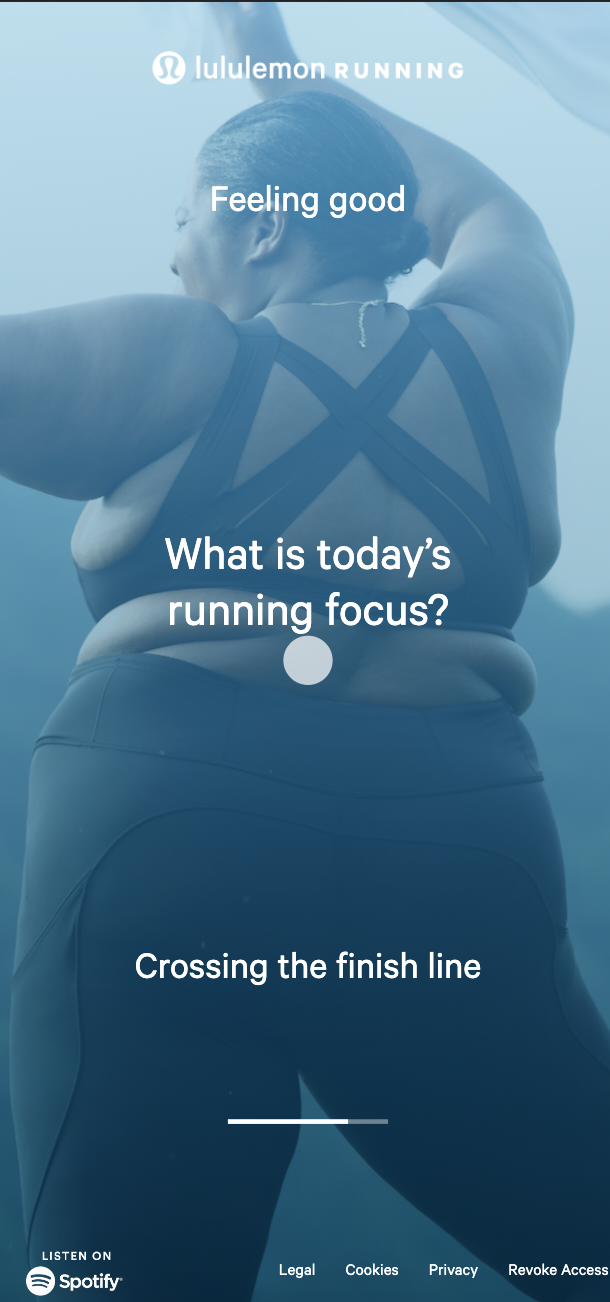 lululemon RUNNING
Feeling good
What is today's
running focus?
Crossing the finish line
LISTEN ON
Spotify
Legal Cookies Privacy Revoke Access